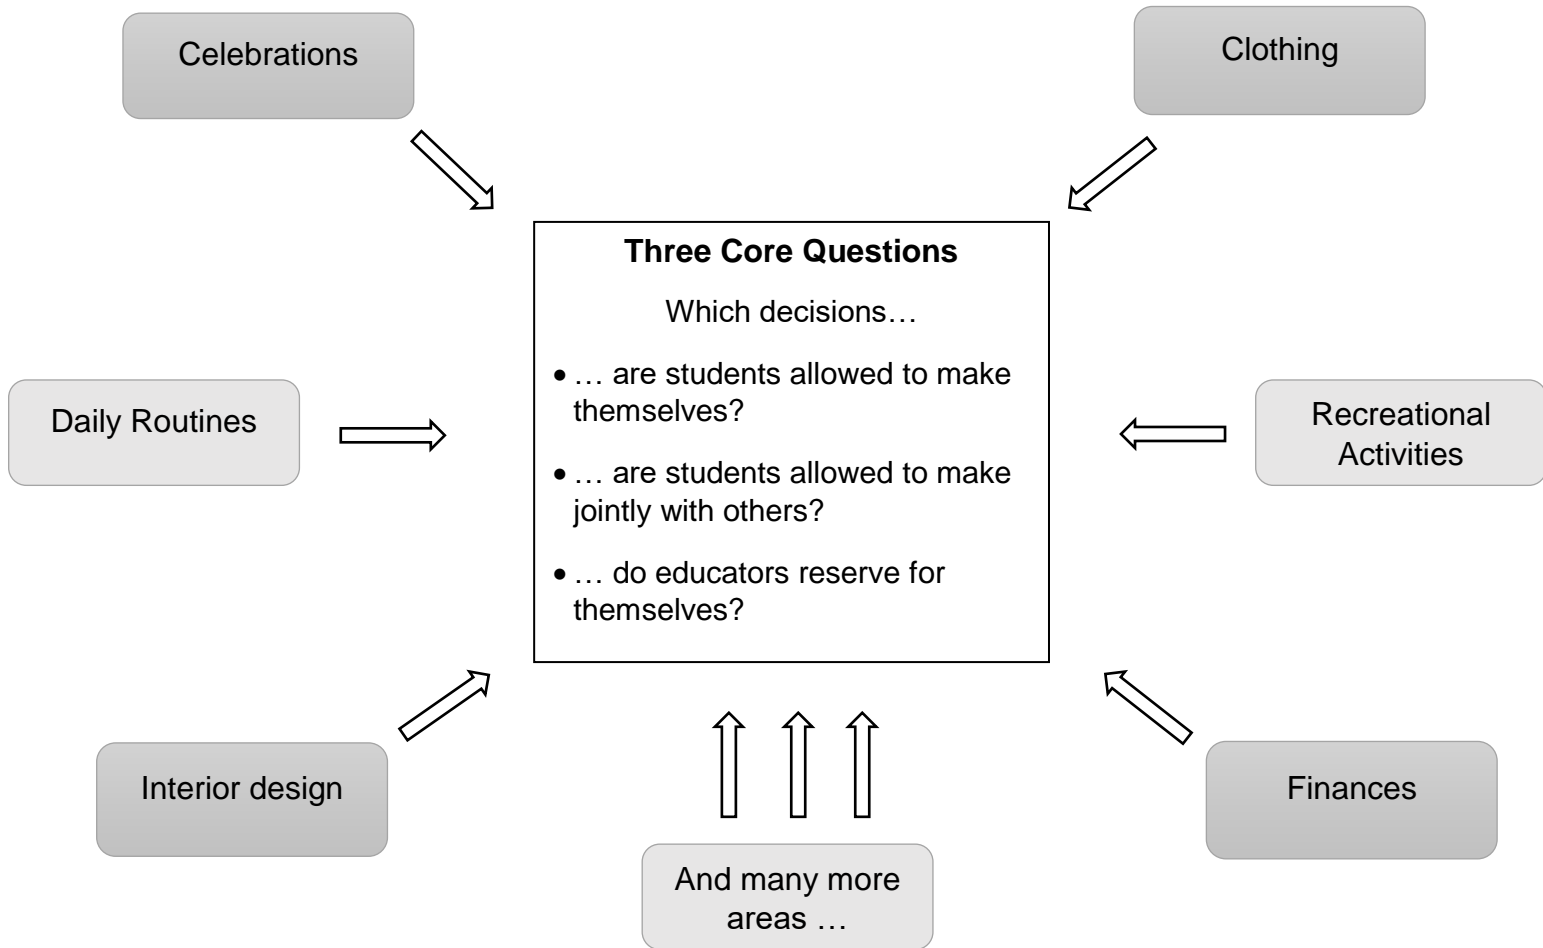 Celebrations
Clothing
Three Core Questions
Which decisions…
• … are students allowed to make
themselves?
• … are students allowed to make
jointly with others?
• … do educators reserve for
themselves?
Daily Routines
Recreational
Activities
Interior design
Finances
And many more
areas …